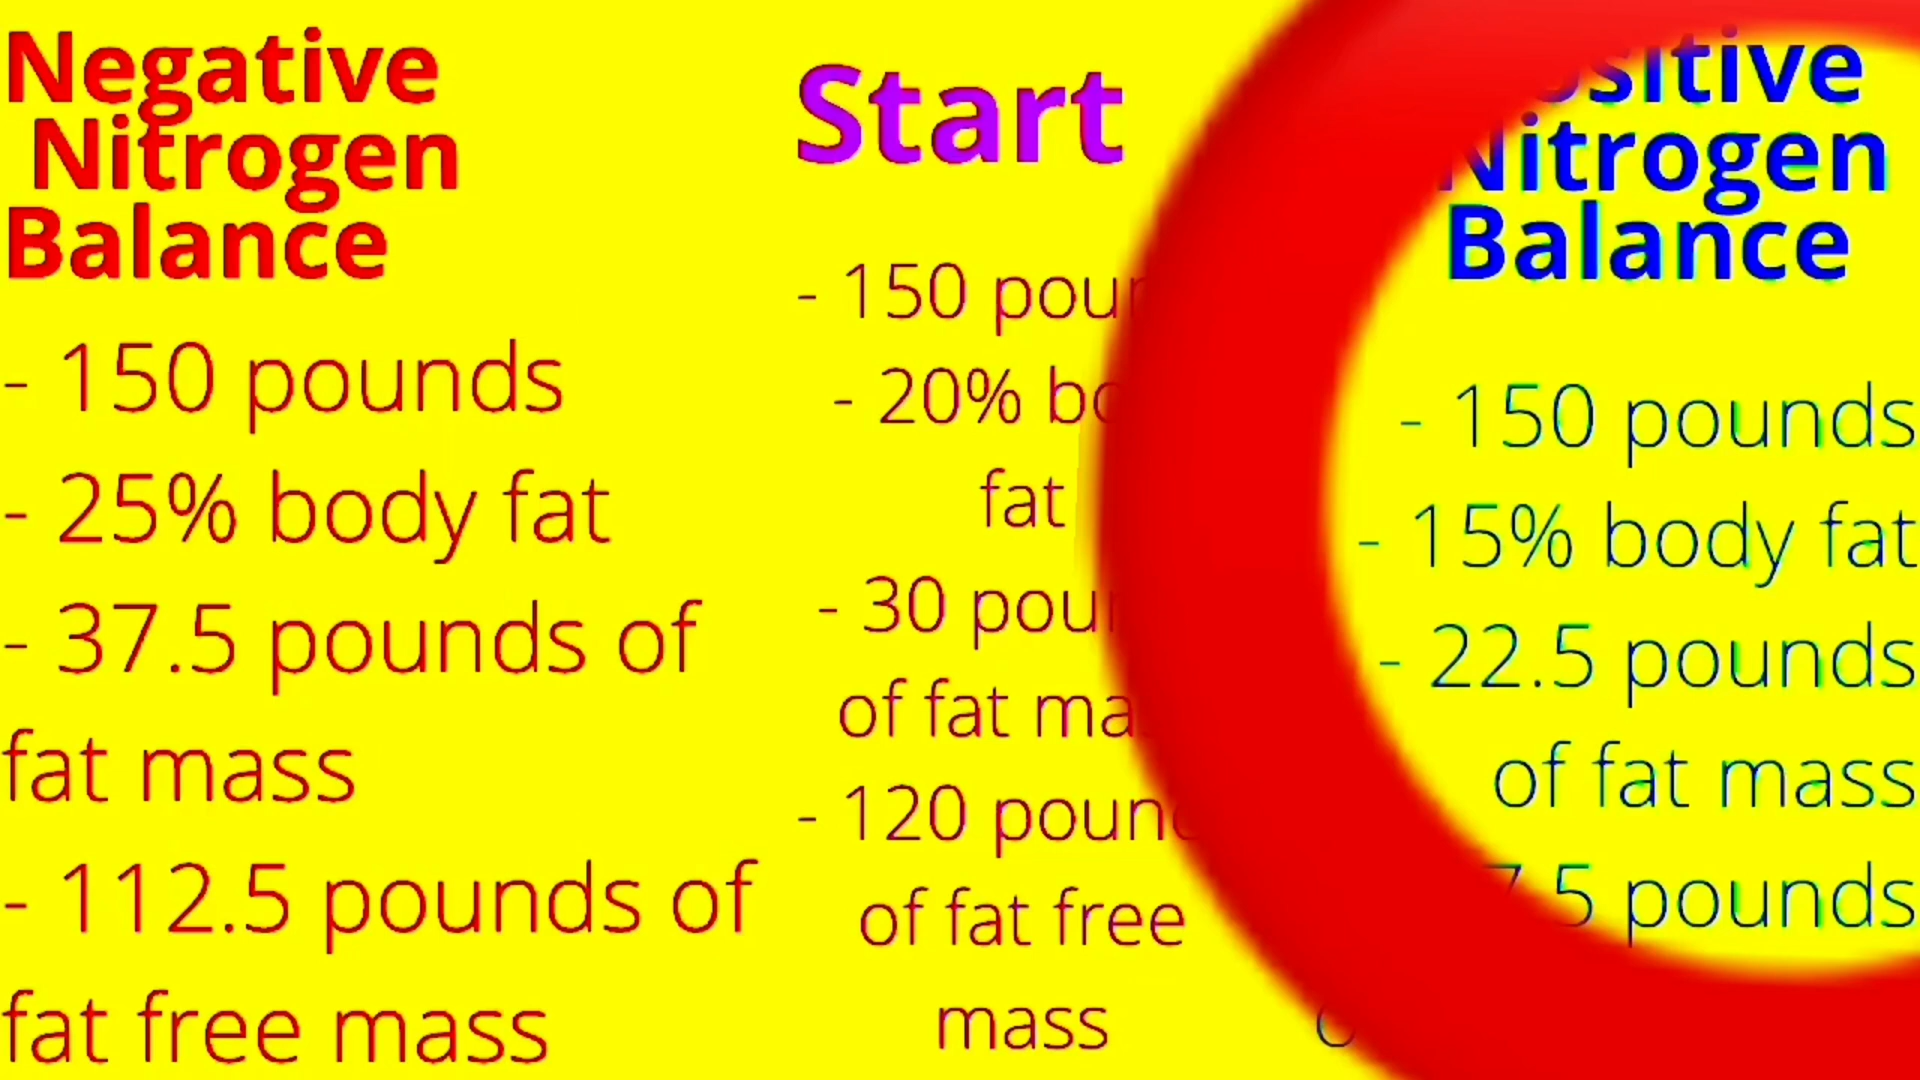 Negative
Nitrogen
Balance
- 150 pounds
- 25% body fat
- 37.5 pounds of
fat mass
- 112.5 pounds of
fat free mass
Start
- 150
- 20%
fat
- 30
of fat
- 120
of fat free
mass
Nitrogen
Balance
- 150 pounds
- 15% body fat
- 22.5 pounds
of fat mass
pounds